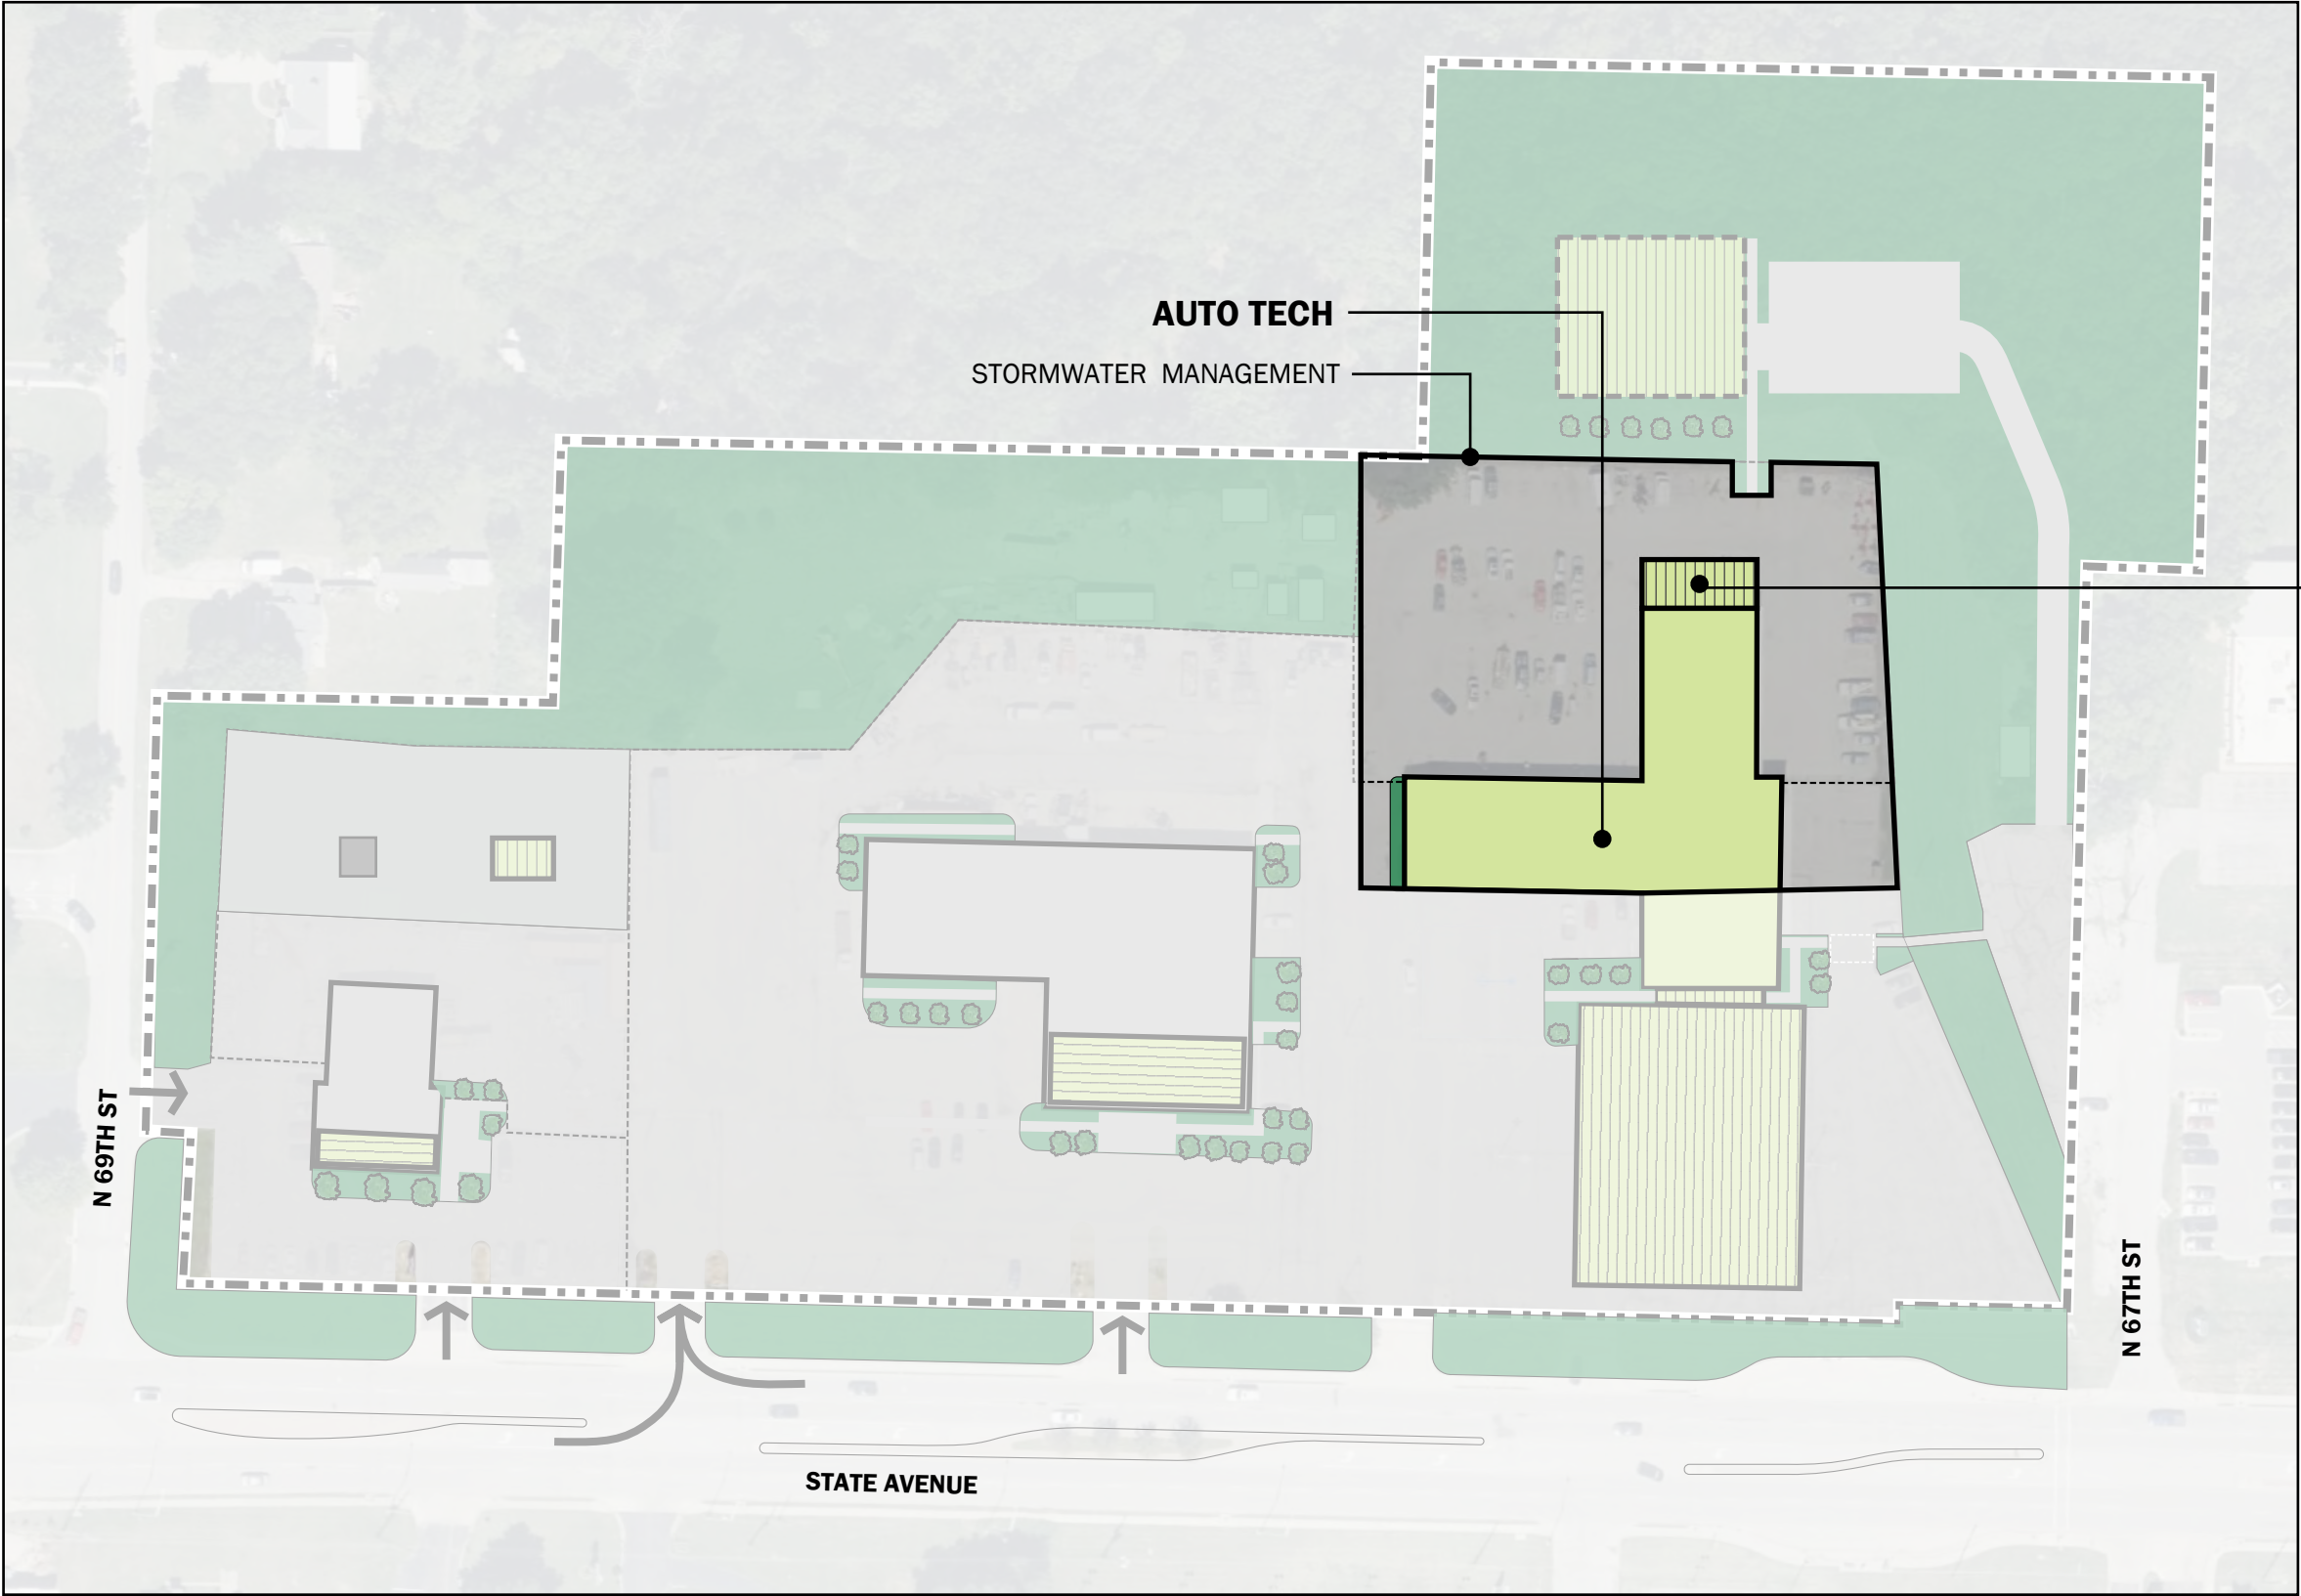 AUTO TECH
STORMWATER MANAGEMENT
N 69TH ST
N 67TH ST
STATE AVENUE